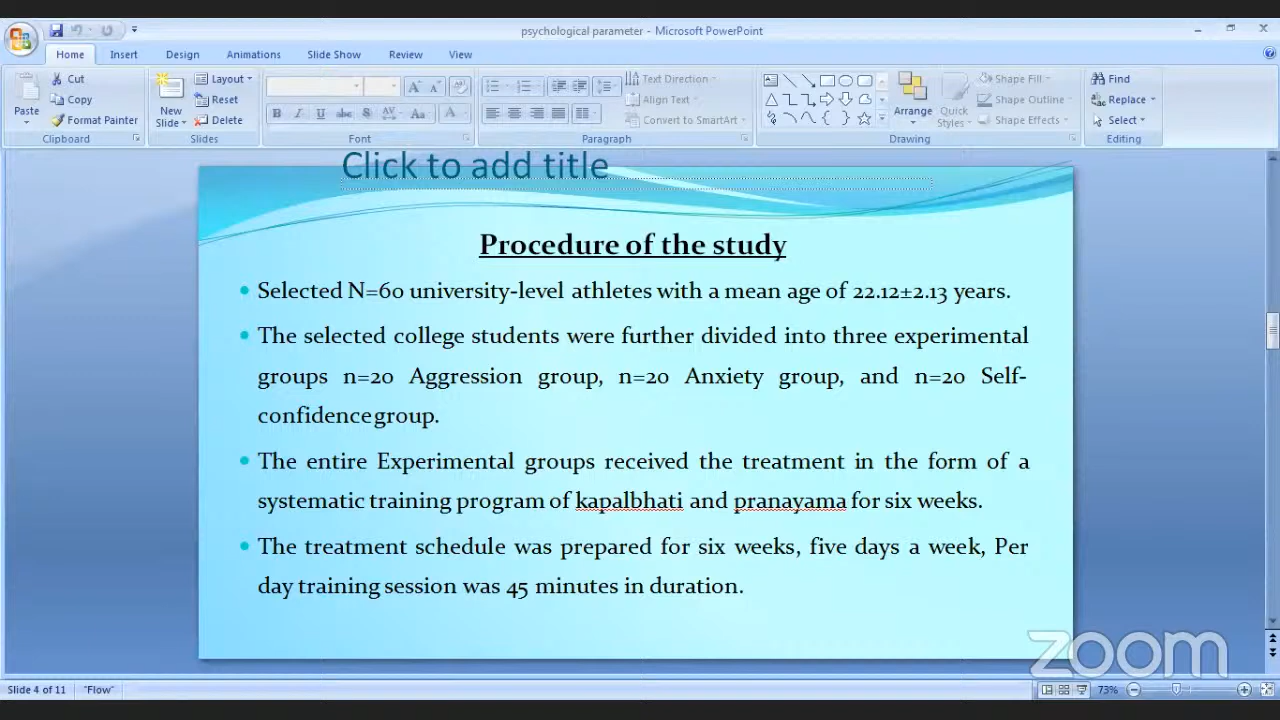 psychological parameter - Microsoft PowerPoint
Home Insert Design Animations Slide Show Review View
Paste
Cut
Copy
Format Painter
Clipboard
New Slide
Layout
Reset
Delete
Slides
B I U abc S AV Aa A
Font
Paragraph
Text Direction
Align Text
Convert to SmartArt
Arrange
Quick Styles
Shape Fill
Shape Outline
Shape Effects
Drawing
Find
Replace
Select
Editing
Click to add title
Procedure of the study
Selected N=60 university-level athletes with a mean age of 22.12±2.13 years.
The selected college students were further divided into three experimental
groups n=20 Aggression group, n=20 Anxiety group, and n=20 Self-
confidence group.
The entire Experimental groups received the treatment in the form of a
systematic training program of kapalbhati and pranayama for six weeks.
The treatment schedule was prepared for six weeks, five days a week, Per
day training session was 45 minutes in duration.
zoom
Slide 4 of 11 "Flow" 73%